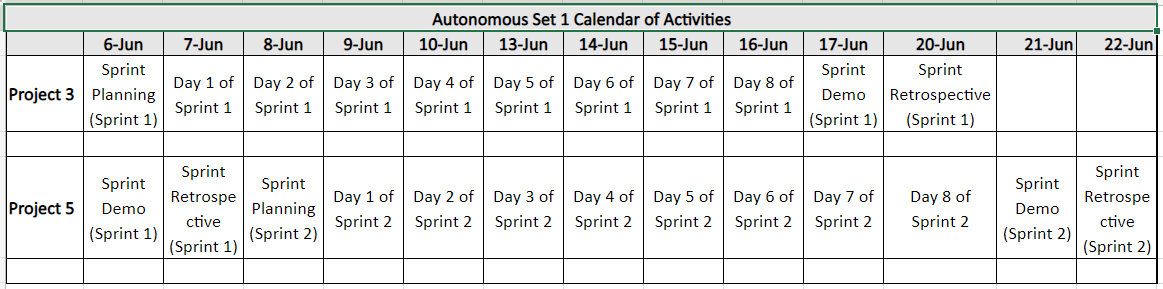 Autonomous Set 1 Calendar of Activities
6-Jun 7-Jun 8-Jun 9-Jun 10-Jun 13-Jun 14-Jun 15-Jun 16-Jun 17-Jun 20-Jun 21-Jun 22-Jun
Project 3
Sprint
Planning
(Sprint 1)
Day 1 of
Sprint 1
Day 2 of
Sprint 1
Day 3 of
Sprint 1
Day 4 of
Sprint 1
Day 5 of
Sprint 1
Day 6 of
Sprint 1
Day 7 of
Sprint 1
Day 8 of
Sprint 1
Sprint
Demo
(Sprint 1)
Sprint
Retrospective
(Sprint 1)
Project 5
Sprint
Demo
(Sprint 1)
Sprint
Retrospe
ctive
(Sprint 1)
Sprint
Planning
(Sprint 2)
Day 1 of
Sprint 2
Day 2 of
Sprint 2
Day 3 of
Sprint 2
Day 4 of
Sprint 2
Day 5 of
Sprint 2
Day 6 of
Sprint 2
Day 7 of
Sprint 2
Day 8 of
Sprint 2
Sprint
Demo
(Sprint 2)
Sprint
Retrospe
ctive
(Sprint 2)